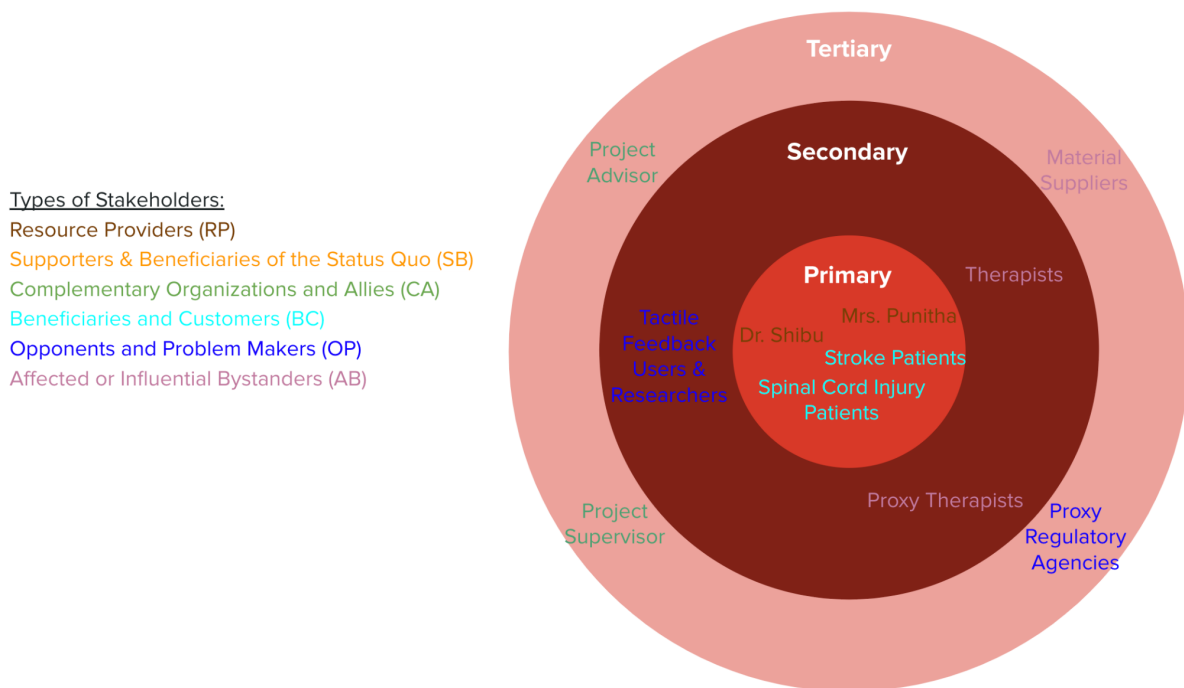 Types of Stakeholders:
Resource Providers (RP)
Supporters & Beneficiaries of the Status Quo (SB)
Complementary Organizations and Allies (CA)
Beneficiaries and Customers (BC)
Opponents and Problem Makers (OP)
Affected or Influential Bystanders (AB)
Tertiary
Project
Advisor
Material
Suppliers
Secondary
Therapists
Tactile
Feedback
Users &
Researchers
Primary
Mrs. Punitha
Dr. Shibu
Stroke Patients
Spinal Cord Injury
Patients
Proxy Therapists
Project
Supervisor
Proxy
Regulatory
Agencies